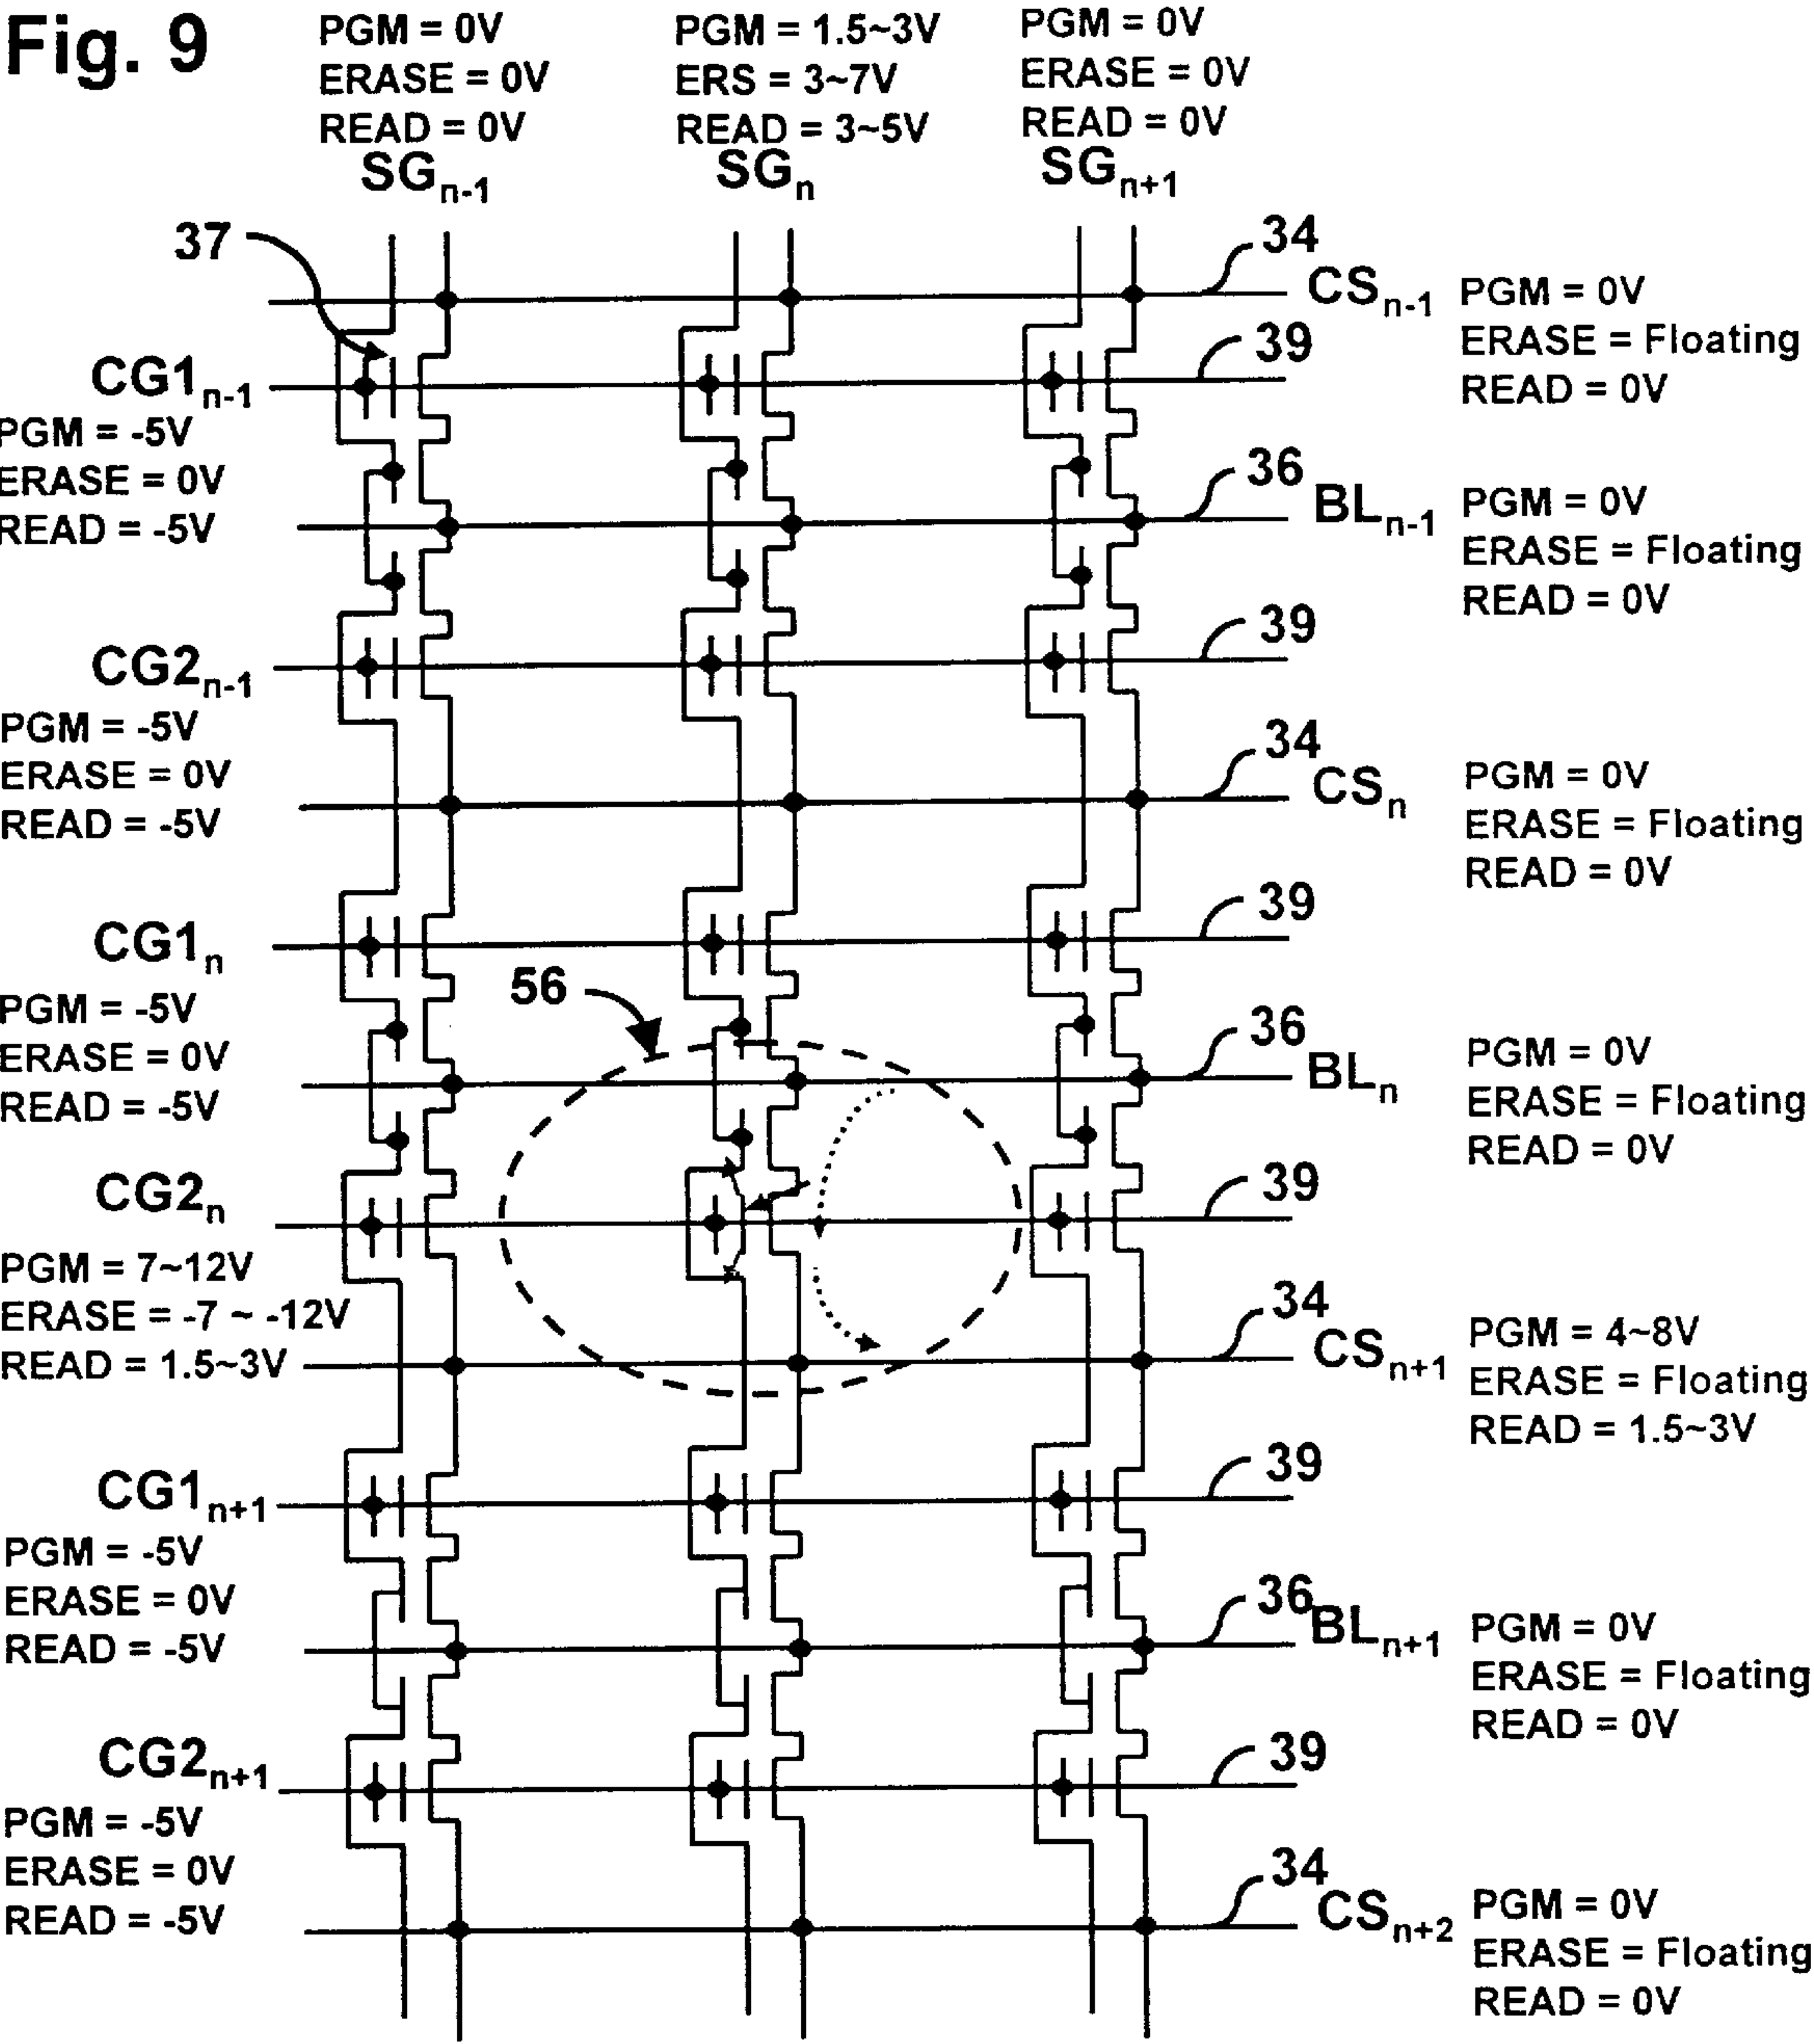 Fig. 9
PGM = 0V
ERASE = 0V
READ = 0V
SGn-1
PGM = 1.5~3V
ERS = 3~7V
READ = 3~5V
SGn
PGM = 0V
ERASE = 0V
READ = 0V
SGn+1
37
34
CSn-1
PGM = 0V
ERASE = Floating
READ = 0V
39
CG1n-1
PGM = -5V
ERASE = 0V
READ = -5V
36
BLn-1
PGM = 0V
ERASE = Floating
READ = 0V
39
CG2n-1
PGM = -5V
ERASE = 0V
READ = -5V
34
CSn
PGM = 0V
ERASE = Floating
READ = 0V
39
CG1n
PGM = -5V
ERASE = 0V
READ = -5V
56
36
BLn
PGM = 0V
ERASE = Floating
READ = 0V
39
CG2n
PGM = 7~12V
ERASE = -7 ~ -12V
READ = 1.5~3V
34
CSn+1
PGM = 4~8V
ERASE = Floating
READ = 1.5~3V
39
CG1n+1
PGM = -5V
ERASE = 0V
READ = -5V
36
BLn+1
PGM = 0V
ERASE = Floating
READ = 0V
39
CG2n+1
PGM = -5V
ERASE = 0V
READ = -5V
34
CSn+2
PGM = 0V
ERASE = Floating
READ = 0V